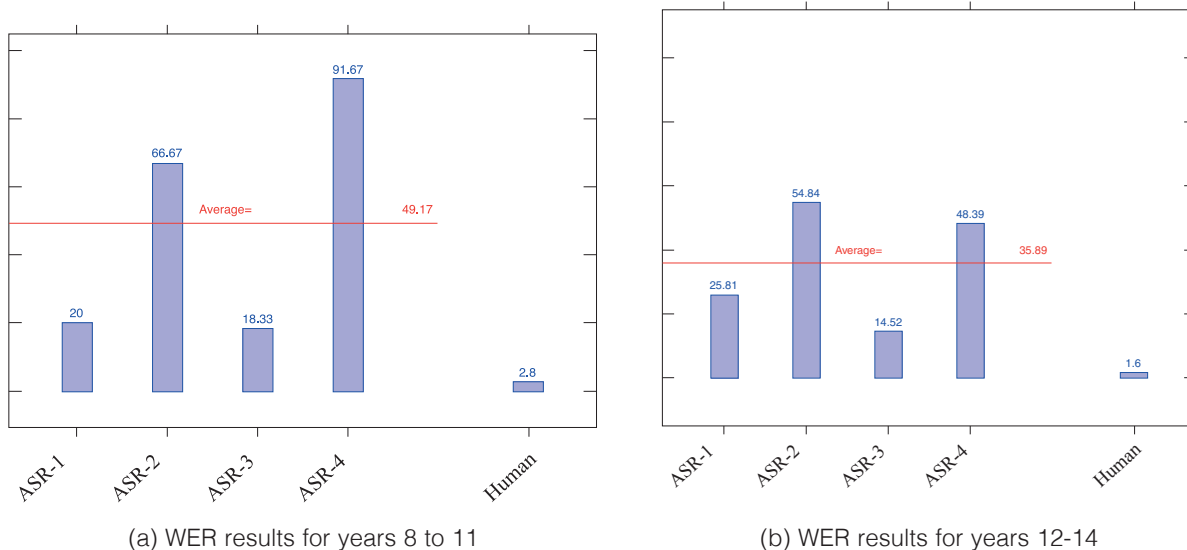 91.67
66.67
Average= 49.17
20
18.33
2.8
ASR-1
ASR-2
ASR-3
ASR-4
Human
(a) WER results for years 8 to 11
54.84
48.39
Average= 35.89
25.81
14.52
1.6
ASR-1
ASR-2
ASR-3
ASR-4
Human
(b) WER results for years 12-14